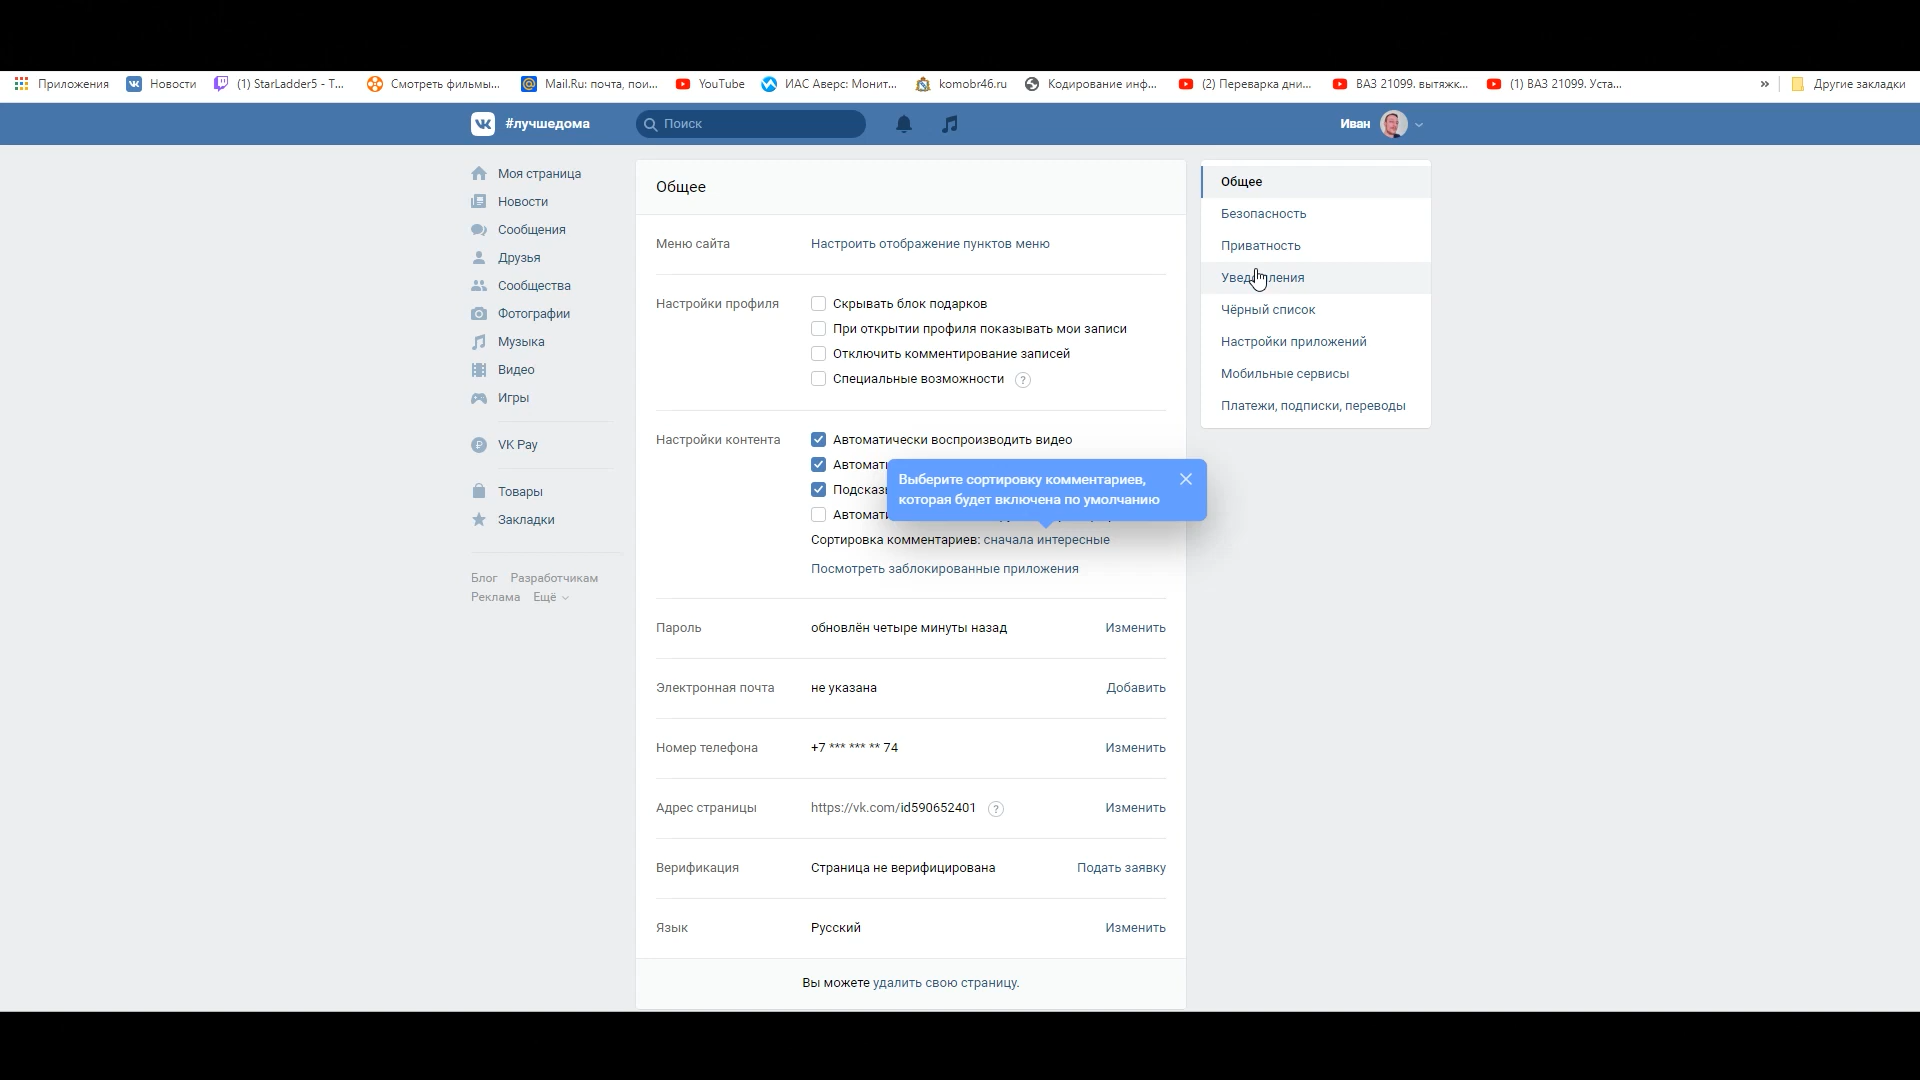 Приложения Новости (1) StarLadder5 - T... Смотреть фильмы... Mail.Ru: почта, пои... YouTube ИАС Аверс: Монит... komobr46.ru Кодирование инф... (2) Переварка дни... ВАЗ 21099. вытяжк... (1) ВАЗ 21099. Уста... » Другие закладки
#лучшедома Поиск Иван
Моя страница
Новости
Сообщения
Друзья
Сообщества
Фотографии
Музыка
Видео
Игры
VK Pay
Товары
Закладки
Блог Разработчикам
Реклама Ещё
Общее
Меню сайта Настроить отображение пунктов меню
Настройки профиля Скрывать блок подарков
При открытии профиля показывать мои записи
Отключить комментирование записей
Специальные возможности ?
Настройки контента Автоматически воспроизводить видео
Выберите сортировку комментариев,
которая будет включена по умолчанию
Сортировка комментариев: сначала интересные
Посмотреть заблокированные приложения
Пароль обновлён четыре минуты назад Изменить
Электронная почта не указана Добавить
Номер телефона +7 *** *** ** 74 Изменить
Адрес страницы https://vk.com/id590652401 ? Изменить
Верификация Страница не верифицирована Подать заявку
Язык Русский Изменить
Вы можете удалить свою страницу.
Общее
Безопасность
Приватность
Уведомления
Чёрный список
Настройки приложений
Мобильные сервисы
Платежи, подписки, переводы